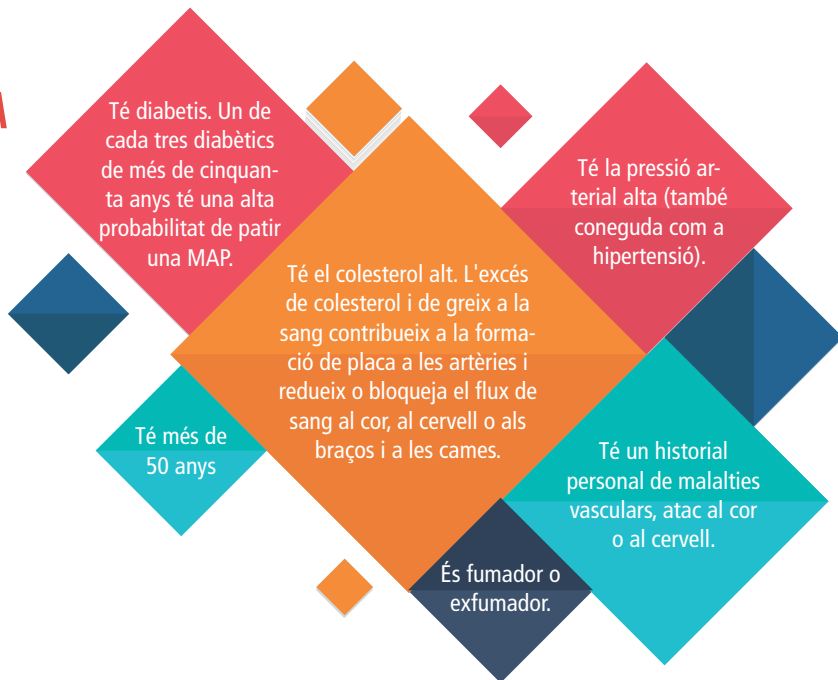 Té diabetis. Un de
cada tres diabètics
de més de cinquan-
ta anys té una alta
probabilitat de patir
una MAP.
Té la pressió ar-
terial alta (també
coneguda com a
hipertensió).
Té el colesterol alt. L'excés
de colesterol i de greix a la
sang contribueix a la forma-
ció de placa a les artèries i
redueix o bloqueja el flux de
sang al cor, al cervell o als
braços i a les cames.
Té més de
50 anys
Té un historial
personal de malalties
vasculars, atac al cor
o al cervell.
És fumador o
exfumador.